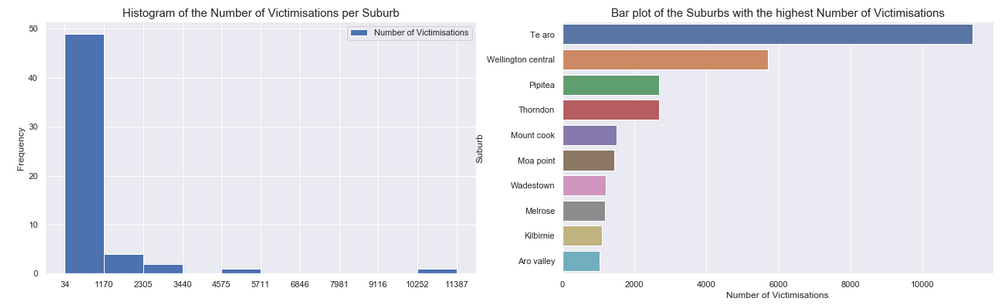 Histogram of the Number of Victimisations per Suburb
Number of Victimisations
50
40
30
20
10
0
Frequency
34 1170 2305 3440 4575 5711 6846 7981 9116 10252 11387
Bar plot of the Suburbs with the highest Number of Victimisations
Suburb
Te aro
Wellington central
Pipitea
Thorndon
Mount cook
Moa point
Wadestown
Melrose
Kilbirnie
Aro valley
0 2000 4000 6000 8000 10000
Number of Victimisations